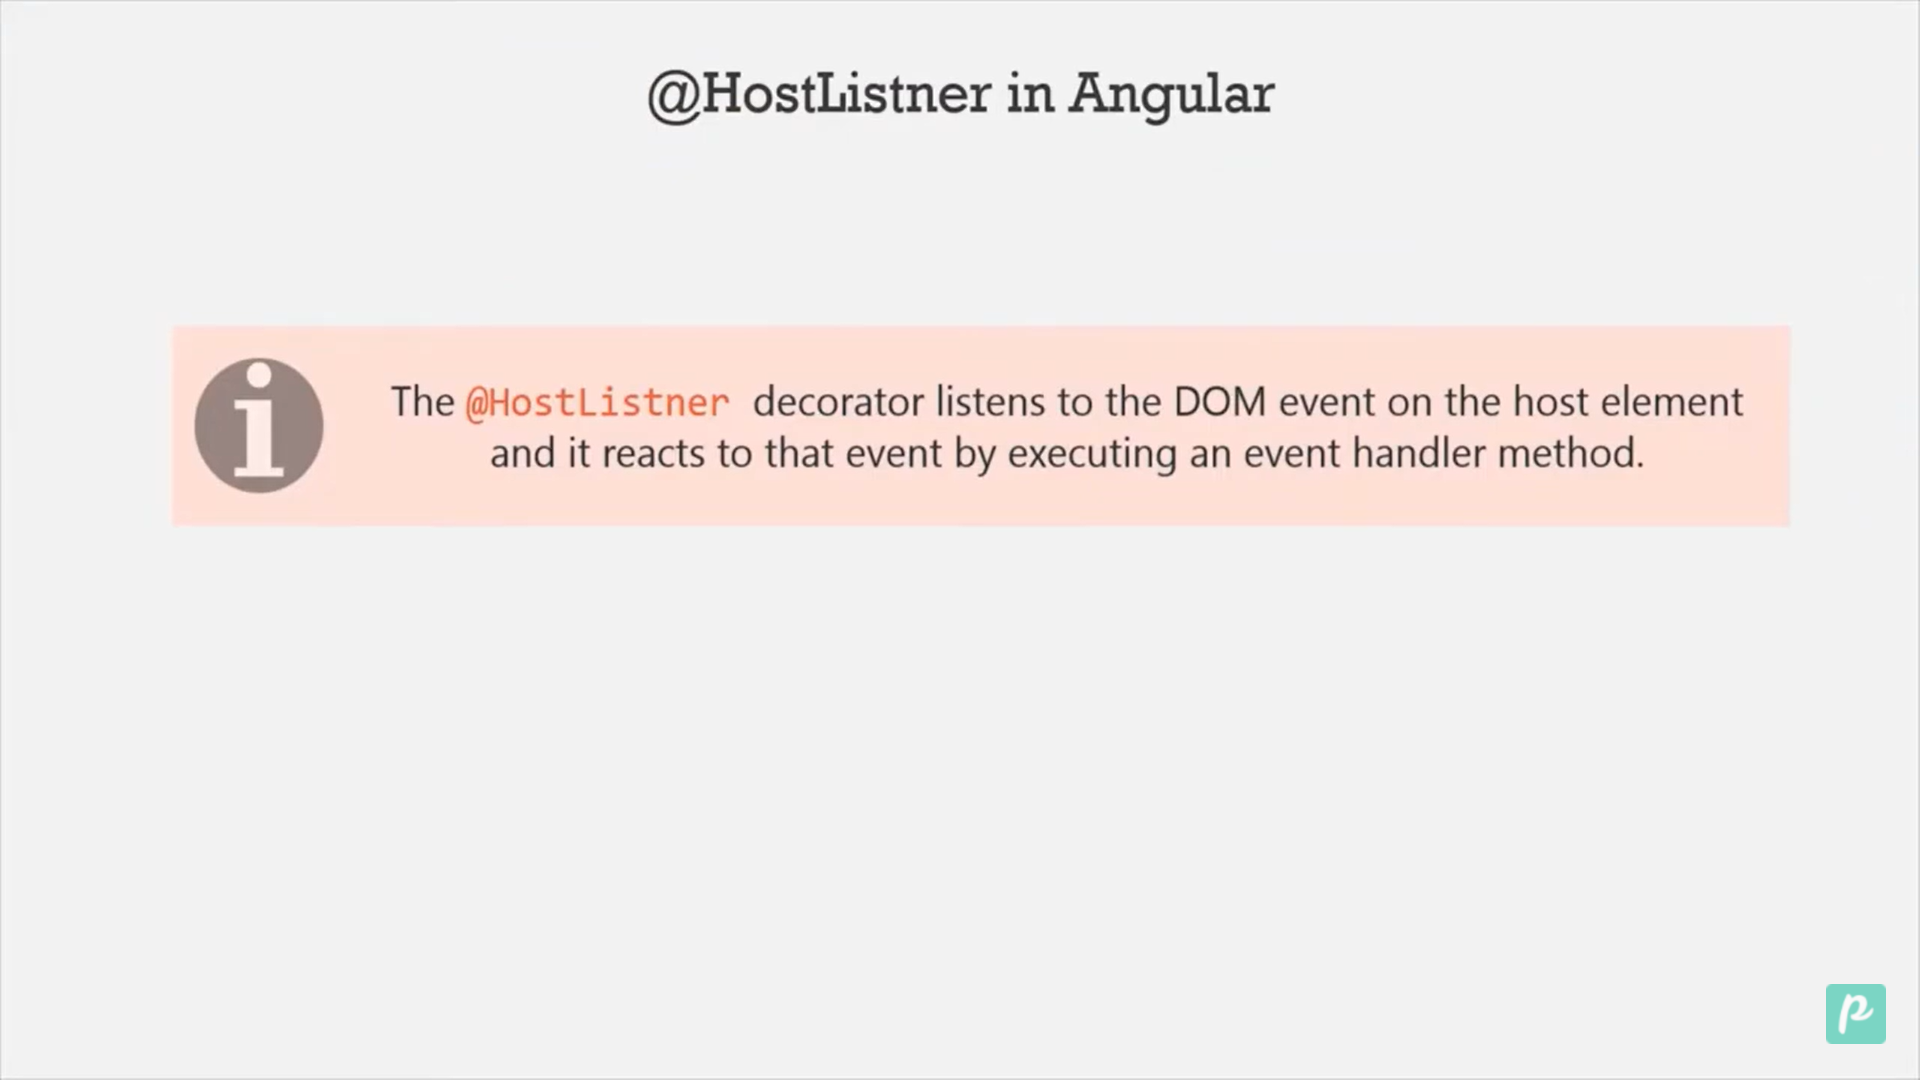 @HostListner in Angular
The @HostListner decorator listens to the DOM event on the host element
and it reacts to that event by executing an event handler method.
p